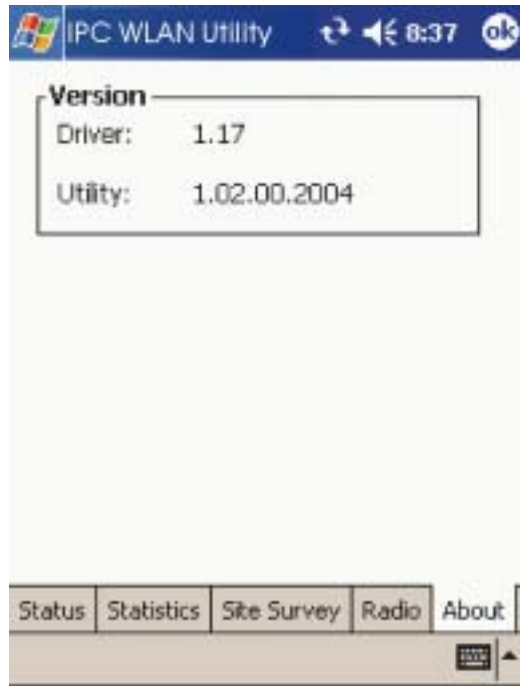 IPC WLAN Utility 8:37 ok
Version
Driver: 1.17
Utility: 1.02.00.2004
Status Statistics Site Survey Radio About